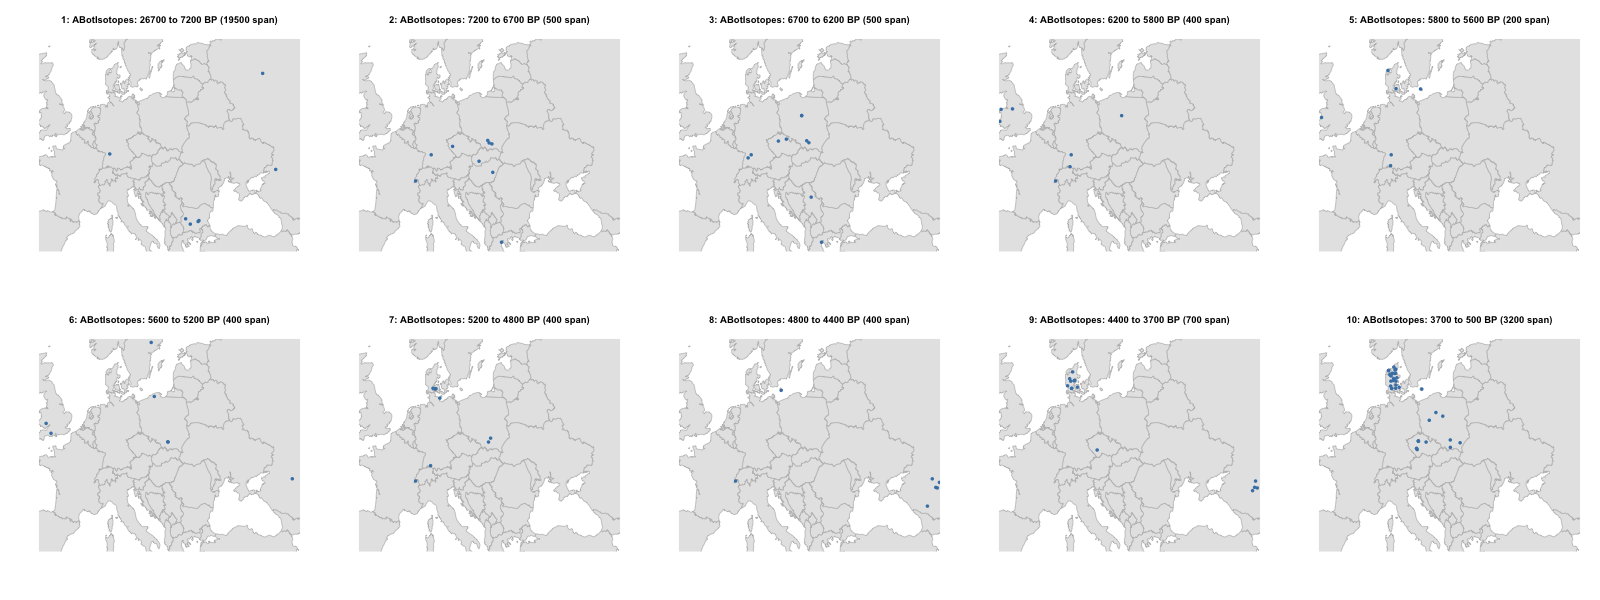 1: ABotIsotopes: 26700 to 7200 BP (19500 span)
2: ABotIsotopes: 7200 to 6700 BP (500 span)
3: ABotIsotopes: 6700 to 6200 BP (500 span)
4: ABotIsotopes: 6200 to 5800 BP (400 span)
5: ABotIsotopes: 5800 to 5600 BP (200 span)
6: ABotIsotopes: 5600 to 5200 BP (400 span)
7: ABotIsotopes: 5200 to 4800 BP (400 span)
8: ABotIsotopes: 4800 to 4400 BP (400 span)
9: ABotIsotopes: 4400 to 3700 BP (700 span)
10: ABotIsotopes: 3700 to 500 BP (3200 span)